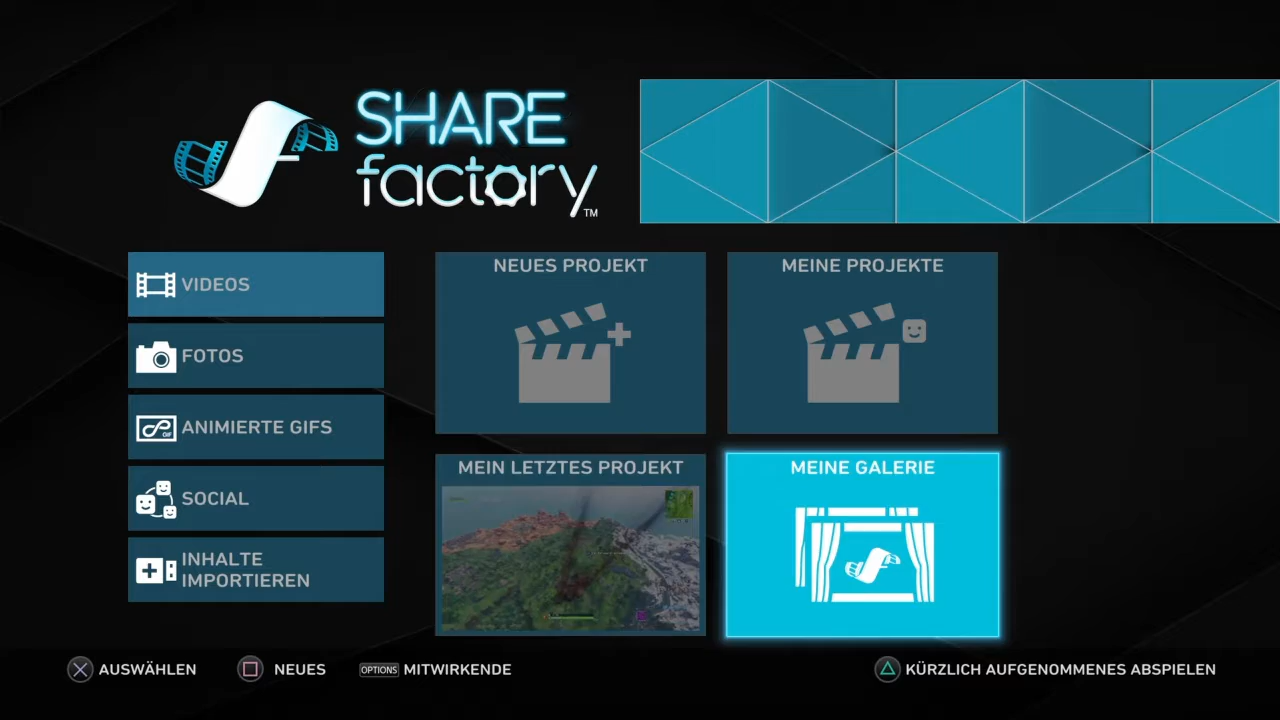 SHARE
factory
TM
VIDEOS
FOTOS
ANIMIERTE GIFS
GIF
SOCIAL
INHALTE
IMPORTIEREN
NEUES PROJEKT
MEINE PROJEKTE
MEIN LETZTES PROJEKT
MEINE GALERIE
AUSWÄHLEN
NEUES
OPTIONS MITWIRKENDE
KÜRZLICH AUFGENOMMENES ABSPIELEN